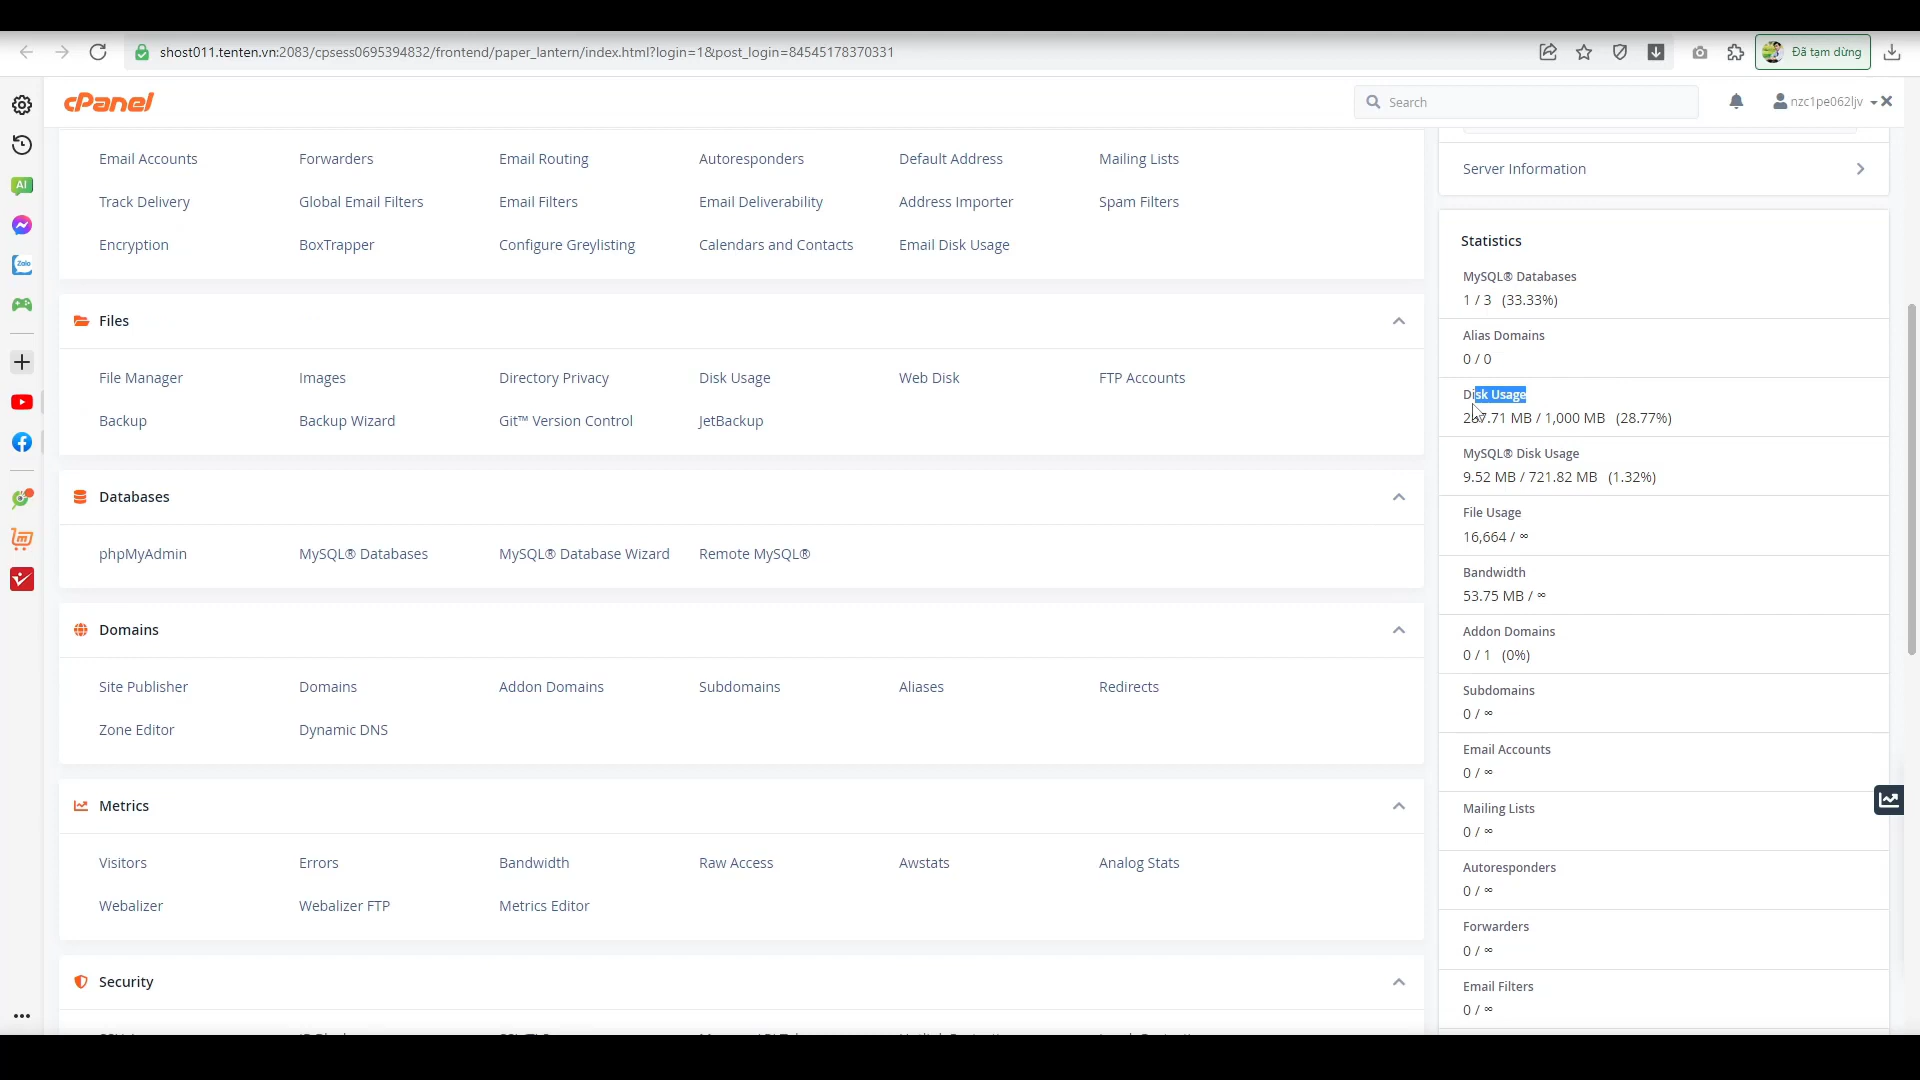 shost011.tenten.vn:2083/cpsess0695394832/frontend/paper_lantern/index.html?login=1&post_login=84545178370331
Đã tạm dừng
AI
Zalo
cPanel
Search
nzc1pe062ljv
Email Accounts Forwarders Email Routing Autoresponders Default Address Mailing Lists
Track Delivery Global Email Filters Email Filters Email Deliverability Address Importer Spam Filters
Encryption BoxTrapper Configure Greylisting Calendars and Contacts Email Disk Usage
Files
File Manager Images Directory Privacy Disk Usage Web Disk FTP Accounts
Backup Backup Wizard Git™ Version Control JetBackup
Databases
phpMyAdmin MySQL® Databases MySQL® Database Wizard Remote MySQL®
Domains
Site Publisher Domains Addon Domains Subdomains Aliases Redirects
Zone Editor Dynamic DNS
Metrics
Visitors Errors Bandwidth Raw Access Awstats Analog Stats
Webalizer Webalizer FTP Metrics Editor
Security
Server Information
Statistics
MySQL® Databases
1 / 3 (33.33%)
Alias Domains
0 / 0
Disk Usage
287.71 MB / 1,000 MB (28.77%)
MySQL® Disk Usage
9.52 MB / 721.82 MB (1.32%)
File Usage
16,664 / ∞
Bandwidth
53.75 MB / ∞
Addon Domains
0 / 1 (0%)
Subdomains
0 / ∞
Email Accounts
0 / ∞
Mailing Lists
0 / ∞
Autoresponders
0 / ∞
Forwarders
0 / ∞
Email Filters
0 / ∞